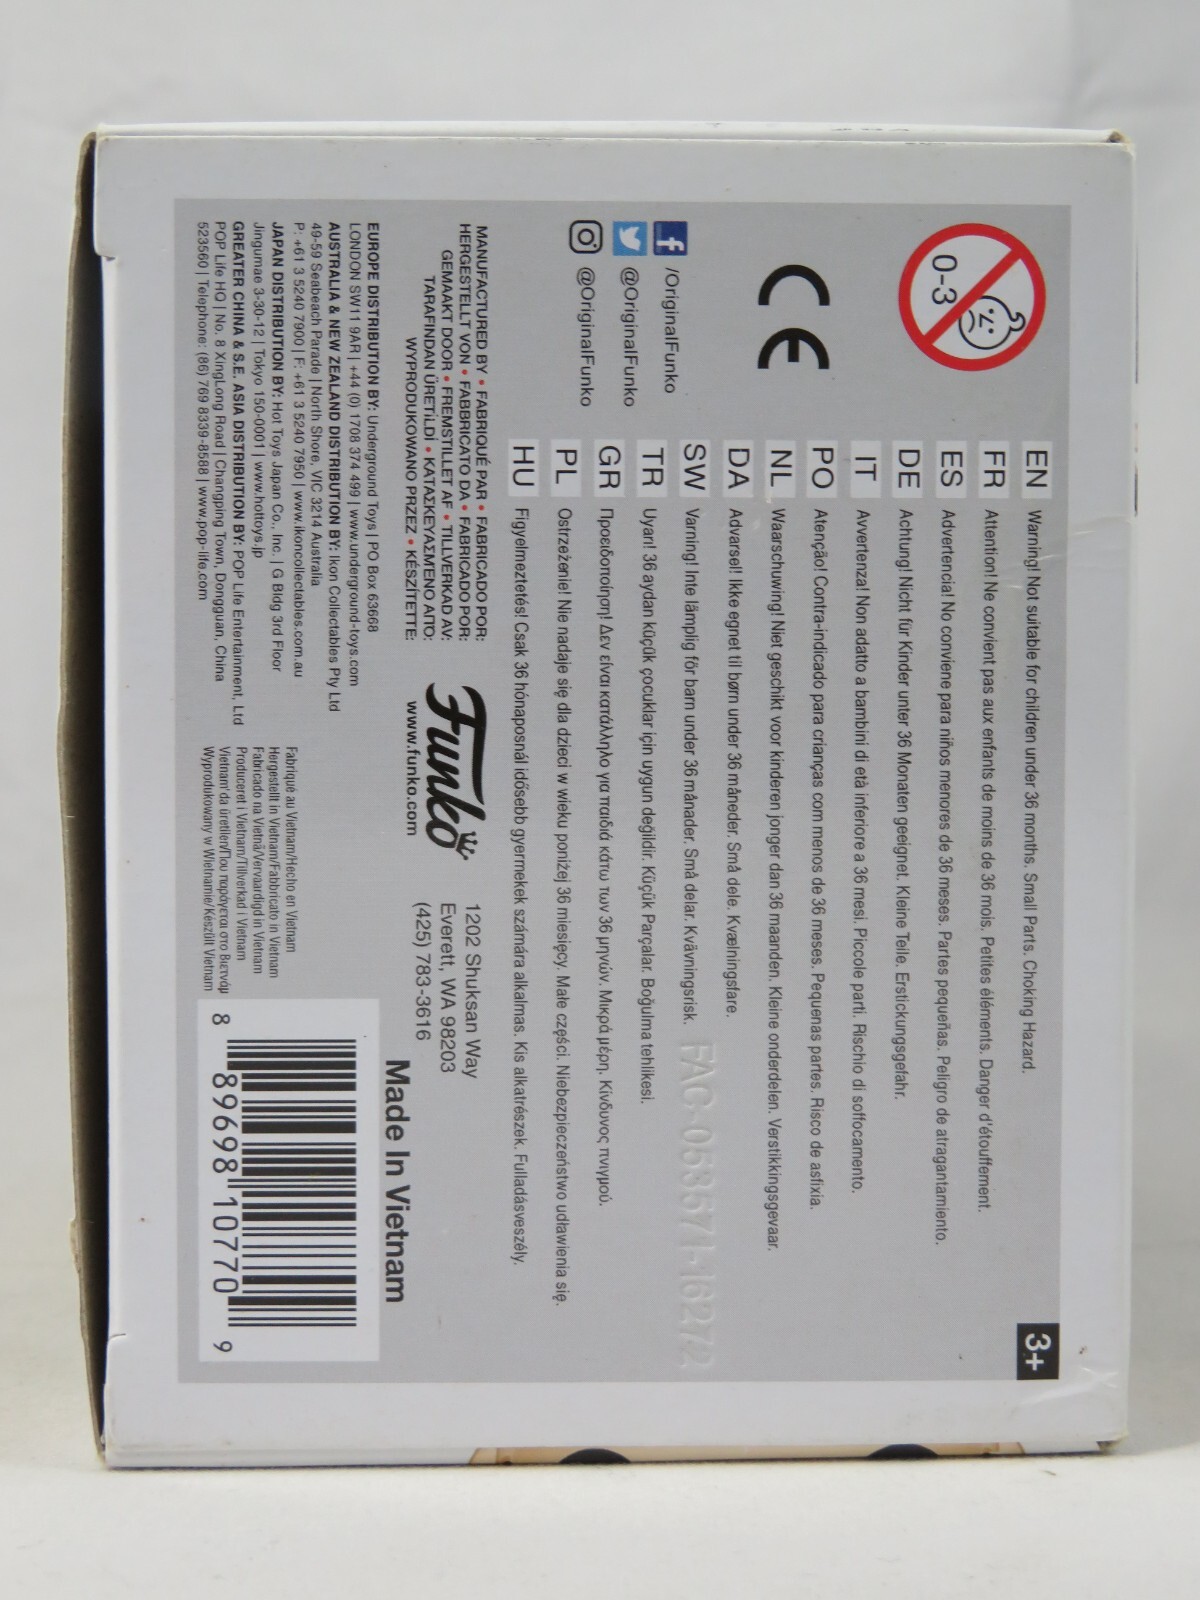 0-3
EN Warning! Not suitable for children under 36 months. Small Parts. Choking Hazard.
FR Attention! Ne convient pas aux enfants de moins de 36 mois. Petites éléments. Danger d'étouffement.
ES Advertencia! No conviene para niños menores de 36 meses. Partes pequeñas. Peligro de atragantamiento.
DE Achtung! Nicht für Kinder unter 36 Monaten geeignet. Kleine Teile. Erstickungsgefahr.
IT Avvertenza! Non adatto a bambini di età inferiore a 36 mesi. Piccole parti. Rischio di soffocamento.
PO Atenção! Contra-indicado para crianças com menos de 36 meses. Pequenas partes. Risco de asfixia.
NL Waarschuwing! Niet geschikt voor kinderen jonger dan 36 maanden. Kleine onderdelen. Verstikkingsgevaar.
DA Advarsel! Ikke egnet til børn under 36 måneder. Små dele. Kvælningsfare.
SW Varning! Inte lämplig för barn under 36 månader. Små delar. Kvävningsrisk.
TR Uyarı! 36 aydan küçük çocuklar için uygun değildir. Küçük Parçalar. Boğulma tehlikesi.
GR Προειδοποίηση! Δεν είναι κατάλληλο για παιδιά κάτω των 36 μηνών. Μικρά μέρη. Κίνδυνος πνιγμού.
PL Ostrzeżenie! Nie nadaje się dla dzieci w wieku poniżej 36 miesięcy. Małe części. Niebezpieczeństwo udławienia się.
HU Figyelmeztetés! Csak 36 hónaposnál idősebb gyermekek számára alkalmas. Kis alkatrészek. Fulladásveszély.
3+
CE
/OriginalFunko
@OriginalFunko
@OriginalFunko
FAC-053571-16272
MANUFACTURED BY • FABRIQUÉ PAR • FABRICADO POR:
HERGESTELLT VON • FABBRICATO DA • FABRICADO POR:
GEMAAKT DOOR • FREMSTILLET AF • TILLVERKAD AV:
TARAFINDAN ÜRETİLDİ • ΚΑΤΑΣΚΕΥΑΣΜΕΝΟ ΑΠΟ:
WYPRODUKOWANO PRZEZ • KÉSZÍTETTE:
Funko
www.funko.com
1202 Shuksan Way
Everett, WA 98203
(425) 783-3616
EUROPE DISTRIBUTION BY: Underground Toys | PO Box 63668
LONDON SW11 9AR | +44 (0) 1708 374 499 | www.underground-toys.com
AUSTRALIA & NEW ZEALAND DISTRIBUTION BY: Ikon Collectables Pty Ltd
49-59 Seabeach Parade | North Shore, VIC 3214 Australia
P: +61 3 5240 7900 | F: +61 3 5240 7950 | www.ikoncollectables.com.au
JAPAN DISTRIBUTION BY: Hot Toys Japan Co., Inc. | G Bldg 3rd Floor
Jingumae 3-30-12 | Tokyo 150-0001 | www.hottoys.jp
GREATER CHINA & S.E. ASIA DISTRIBUTION BY: POP Life Entertainment, Ltd
POP Life HQ | No. 8 XingLong Road | Changping Town, Dongguan, China
523560 | Telephone: (86) 769 8339-8588 | www.pop-life.com
Fabriqué au Vietnam/Hecho en Vietnam
Hergestellt in Vietnam/Fabbricato in Vietnam
Fabricado na Vietnã/Vervaardigd in Vietnam
Produceret i Vietnam/Tillverkad i Vietnam
Vietnam'da üretilen/Που παράγεται στο Βιετνάμ
Wyprodukowany w Wietnamie/Készült Vietnam
Made In Vietnam
8 89698 10770 9